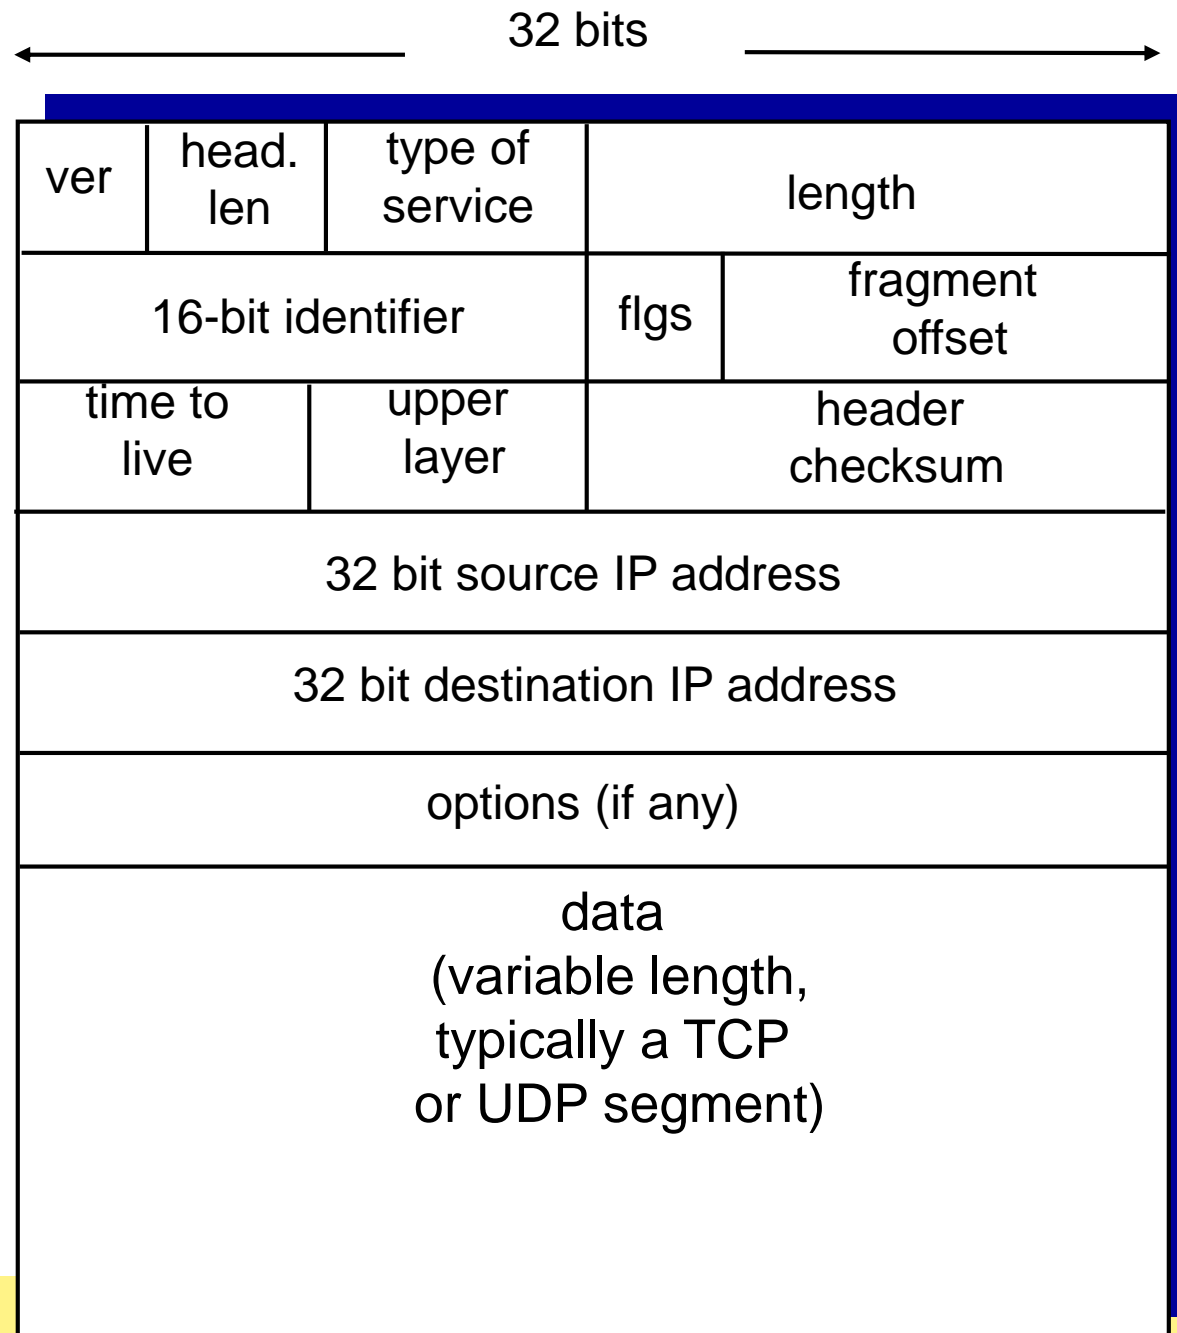 32 bits
ver
head.
len
type of
service
length
16-bit identifier
flgs
fragment
offset
time to
live
upper
layer
header
checksum
32 bit source IP address
32 bit destination IP address
options (if any)
data
(variable length,
typically a TCP
or UDP segment)